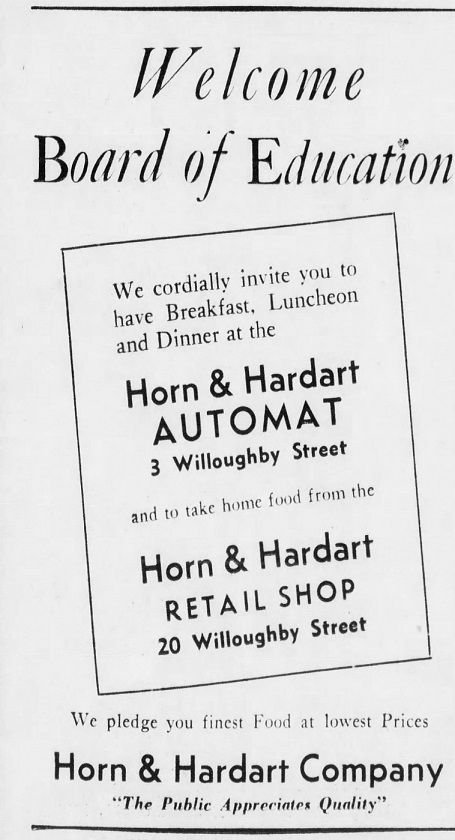 Welcome
Board of Education
We cordially invite you to
have Breakfast, Luncheon
and Dinner at the
Horn & Hardart
AUTOMAT
3 Willoughby Street
and to take home food from the
Horn & Hardart
RETAIL SHOP
20 Willoughby Street
We pledge you finest Food at lowest Prices
Horn & Hardart Company
"The Public Appreciates Quality"